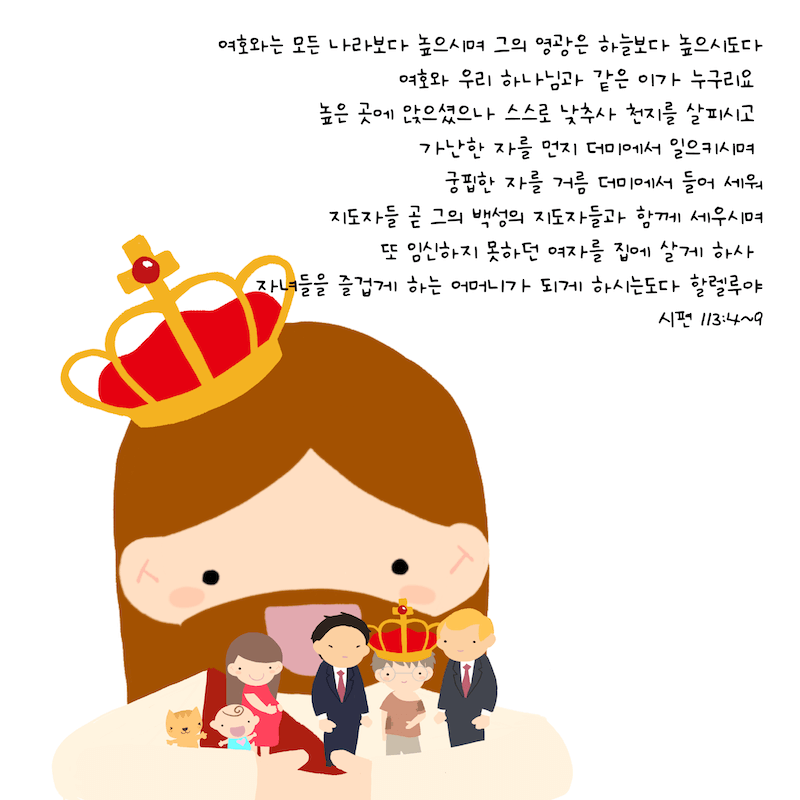 여호와는 모든 나라보다 높으시며 그의 영광은 하늘보다 높으시도다
여호와 우리 하나님과 같은 이가 누구리요
높은 곳에 앉으셨으나 스스로 낮추사 천지를 살피시고
가난한 자를 먼지 더미에서 일으키시며
궁핍한 자를 거름 더미에서 들어 세워
지도자들 곧 그의 백성의 지도자들과 함께 세우시며
또 임신하지 못하던 여자를 집에 살게 하사
자녀들을 즐겁게 하는 어머니가 되게 하시는도다 할렐루야
시편 113:4~9